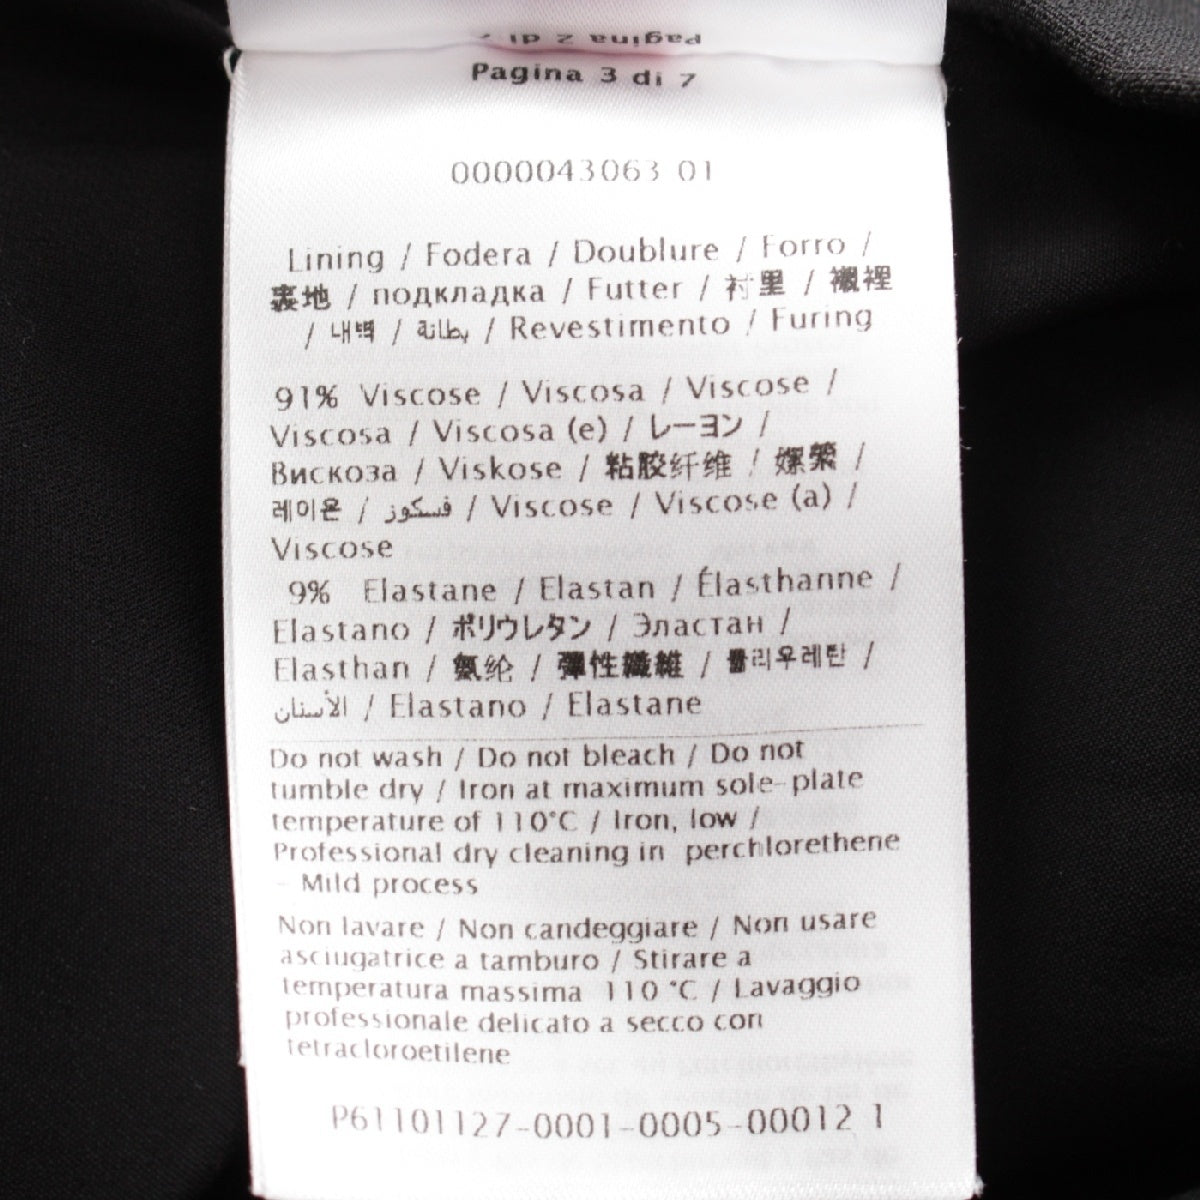 Pagina 2 di 7
Pagina 3 di 7
0000043063 01
Lining / Fodera / Doublure / Forro /
裏地 / подкладка / Futter / 衬里 / 襯裡
/ 내벽 / بطانة / Revestimento / Furing
91% Viscose / Viscosa / Viscose /
Viscosa / Viscosa (e) / レーヨン /
Вискоза / Viskose / 粘胶纤维 / 嫘縈 /
레이온 / فسكوز / Viscose / Viscose (a) /
Viscose
9% Elastane / Elastan / Élasthanne /
Elastano / ポリウレタン / Эластан /
Elasthan / 氨纶 / 彈性纖維 / 폴리우레탄 /
الأستان / Elastano / Elastane
Do not wash / Do not bleach / Do not
tumble dry / Iron at maximum sole-plate
temperature of 110°C / Iron, low /
Professional dry cleaning in perchlorethene
- Mild process
Non lavare / Non candeggiare / Non usare
asciugatrice a tamburo / Stirare a
temperatura massima 110 °C / Lavaggio
professionale delicato a secco con
tetracloroetilene
P61101127-0001-0005-00012 1